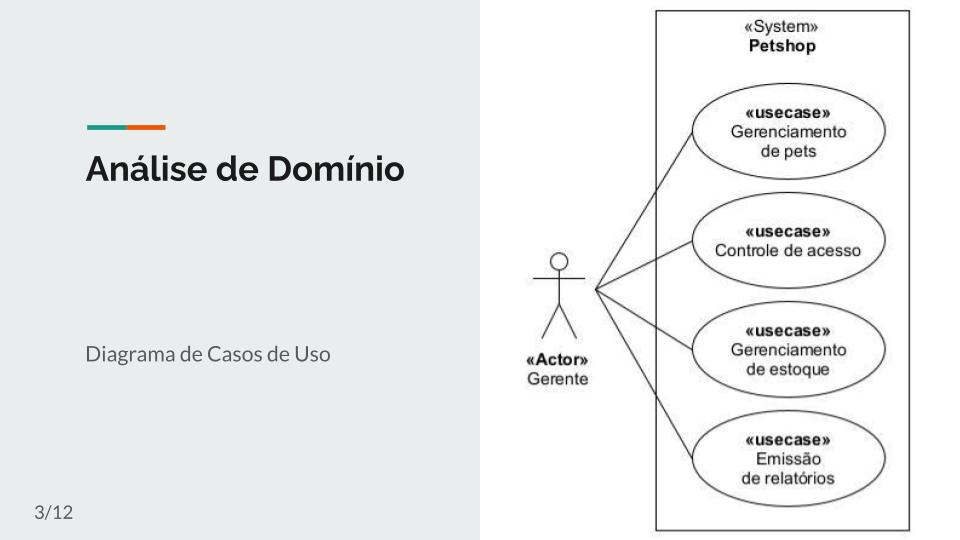 Análise de Domínio
Diagrama de Casos de Uso
3/12
«System»
Petshop
«usecase»
Gerenciamento
de pets
«usecase»
Controle de acesso
«usecase»
Gerenciamento
de estoque
«usecase»
Emissão
de relatórios
«Actor»
Gerente